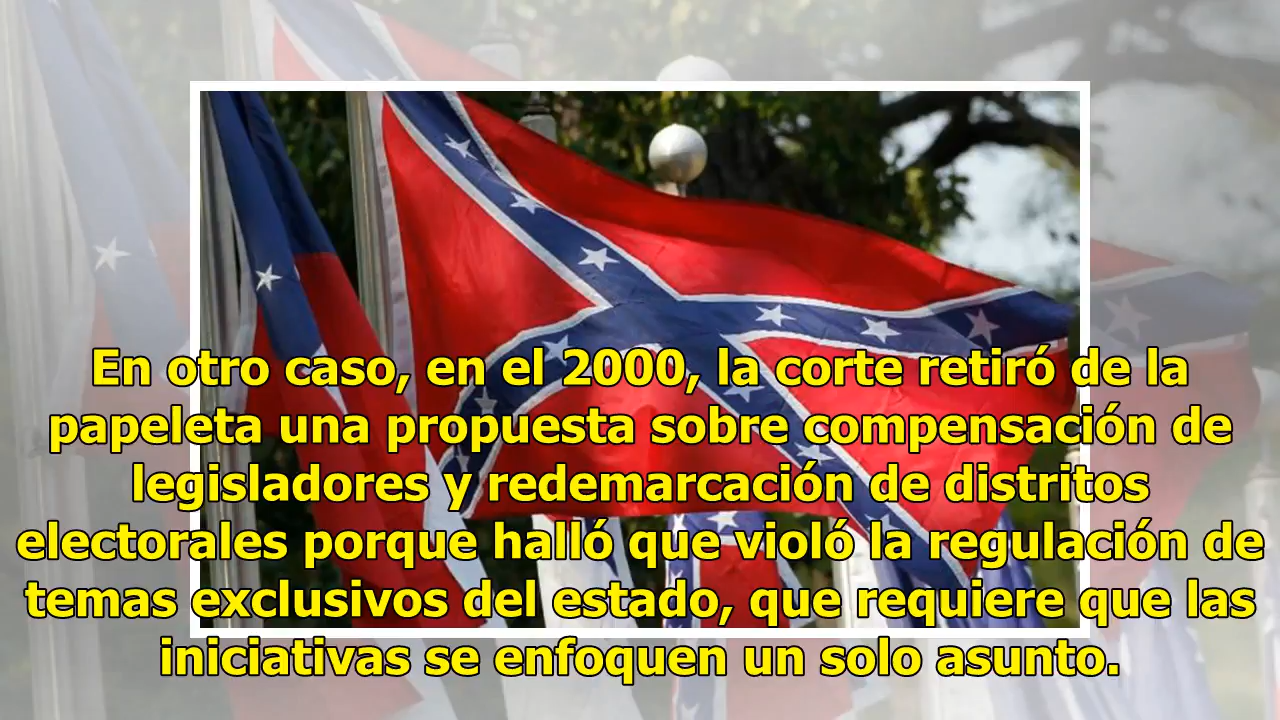 En otro caso, en el 2000, la corte retiró de la
papeleta una propuesta sobre compensación de
legisladores y redemarcación de distritos
electorales porque halló que violó la regulación de
temas exclusivos del estado, que requiere que las
iniciativas se enfoquen un solo asunto.